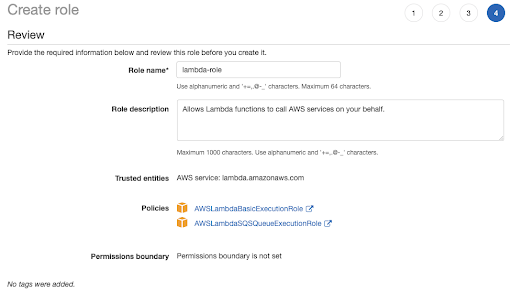 Create role
1 2 3 4
Review
Provide the required information below and review this role before you create it.
Role name* lambda-role
Use alphanumeric and '+=,.@-_' characters. Maximum 64 characters.
Role description Allows Lambda functions to call AWS services on your behalf.
Maximum 1000 characters. Use alphanumeric and '+=,.@-_' characters.
Trusted entities AWS service: lambda.amazonaws.com
Policies AWSLambdaBasicExecutionRole
AWSLambdaSQSQueueExecutionRole
Permissions boundary Permissions boundary is not set
No tags were added.